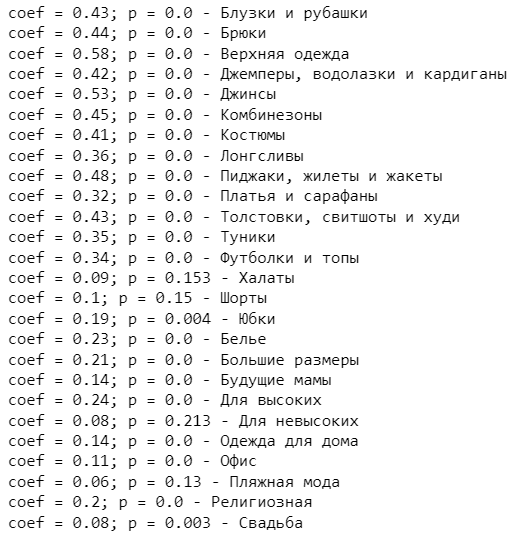 coef = 0.43; p = 0.0 - Блузки и рубашки
coef = 0.44; p = 0.0 - Брюки
coef = 0.58; p = 0.0 - Верхняя одежда
coef = 0.42; p = 0.0 - Джемперы, водолазки и кардиганы
coef = 0.53; p = 0.0 - Джинсы
coef = 0.45; p = 0.0 - Комбинезоны
coef = 0.41; p = 0.0 - Костюмы
coef = 0.36; p = 0.0 - Лонгсливы
coef = 0.48; p = 0.0 - Пиджаки, жилеты и жакеты
coef = 0.32; p = 0.0 - Платья и сарафаны
coef = 0.43; p = 0.0 - Толстовки, свитшоты и худи
coef = 0.35; p = 0.0 - Туники
coef = 0.34; p = 0.0 - Футболки и топы
coef = 0.09; p = 0.153 - Халаты
coef = 0.1; p = 0.15 - Шорты
coef = 0.19; p = 0.004 - Юбки
coef = 0.23; p = 0.0 - Белье
coef = 0.21; p = 0.0 - Большие размеры
coef = 0.14; p = 0.0 - Будущие мамы
coef = 0.24; p = 0.0 - Для высоких
coef = 0.08; p = 0.213 - Для невысоких
coef = 0.14; p = 0.0 - Одежда для дома
coef = 0.11; p = 0.0 - Офис
coef = 0.06; p = 0.13 - Пляжная мода
coef = 0.2; p = 0.0 - Религиозная
coef = 0.08; p = 0.003 - Свадьба